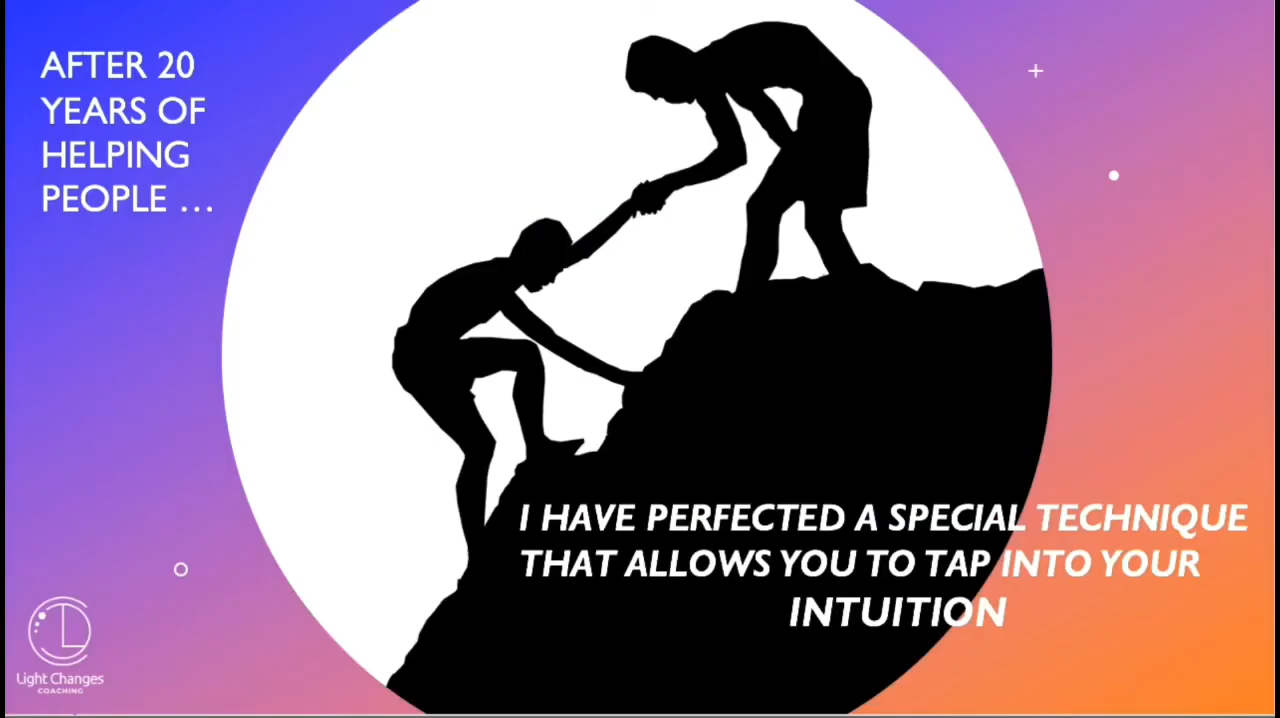 AFTER 20
YEARS OF
HELPING
PEOPLE ...
I HAVE PERFECTED A SPECIAL TECHNIQUE
THAT ALLOWS YOU TO TAP INTO YOUR
INTUITION
Light Changes
COACHING